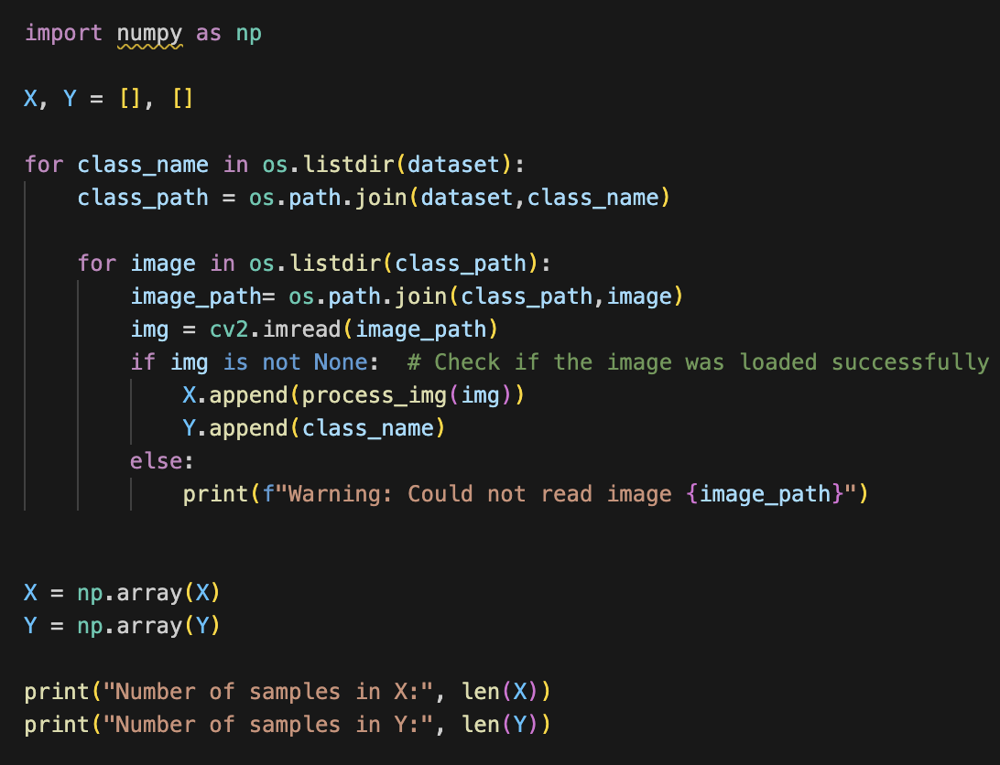 import numpy as np
X, Y = [], []
for class_name in os.listdir(dataset):
    class_path = os.path.join(dataset,class_name)
    for image in os.listdir(class_path):
        image_path= os.path.join(class_path,image)
        img = cv2.imread(image_path)
        if img is not None:  # Check if the image was loaded successfully
            X.append(process_img(img))
            Y.append(class_name)
        else:
            print(f"Warning: Could not read image {image_path}")
X = np.array(X)
Y = np.array(Y)
print("Number of samples in X:", len(X))
print("Number of samples in Y:", len(Y))